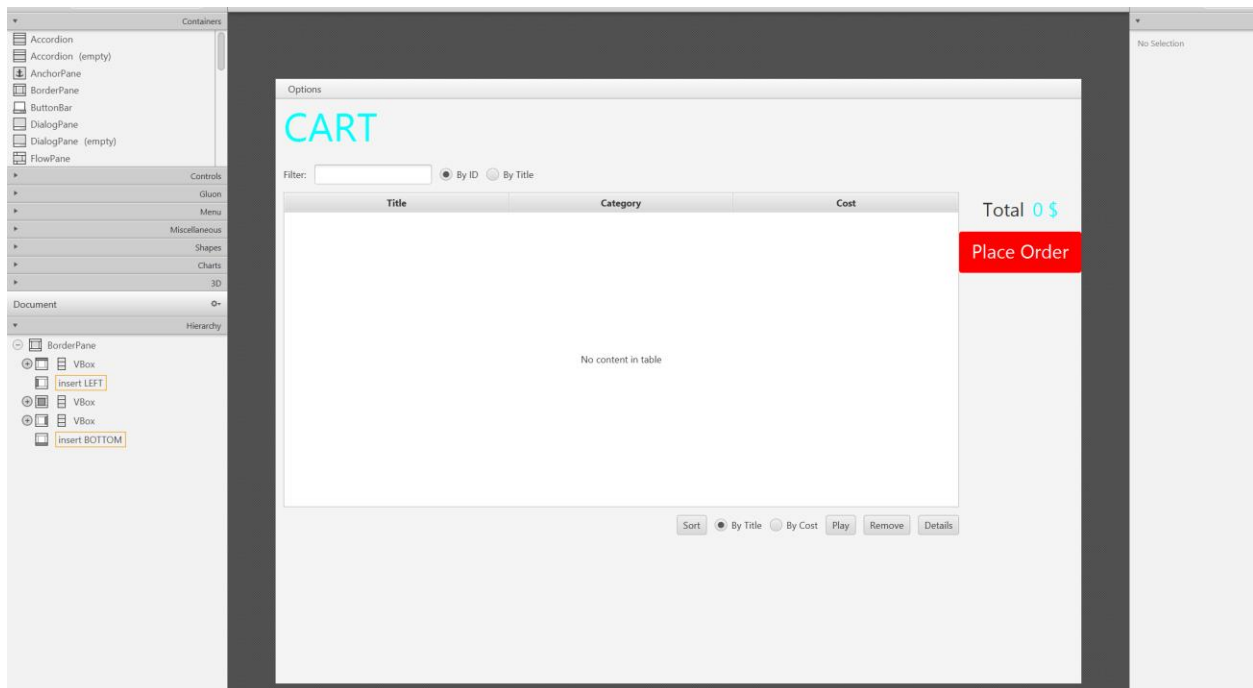 Containers
Accordion
Accordion (empty)
AnchorPane
BorderPane
ButtonBar
DialogPane
DialogPane (empty)
FlowPane
Controls
Gluon
Menu
Miscellaneous
Shapes
Charts
3D
Document
Hierarchy
BorderPane
VBox
insert LEFT
VBox
VBox
insert BOTTOM
Options
CART
Filter: By ID By Title
Title Category Cost
No content in table
Sort By Title By Cost Play Remove Details
Total 0 $
Place Order
No Selection